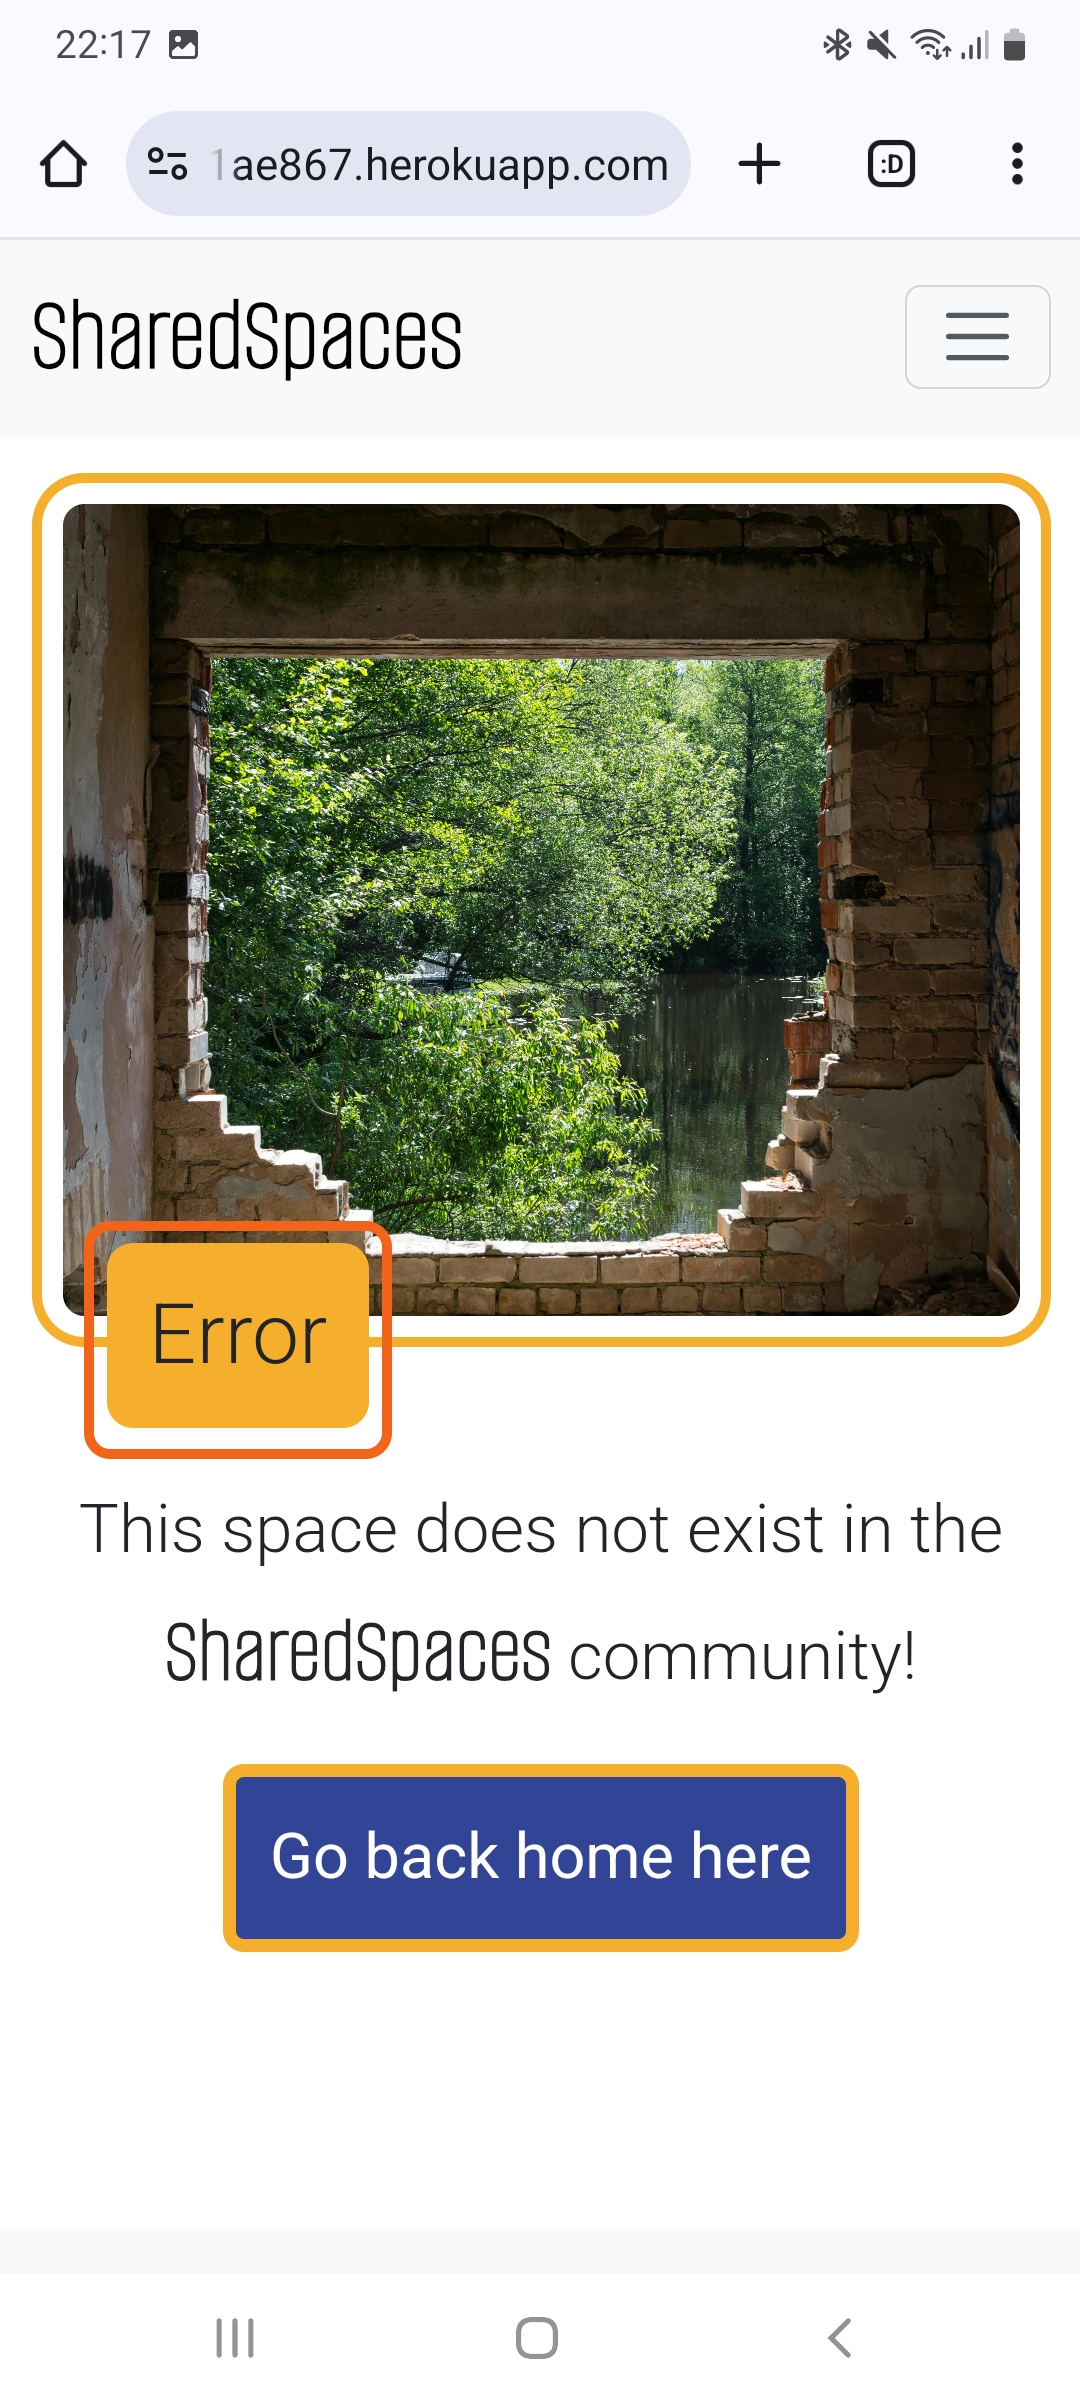 22:17
1ae867.herokuapp.com
:D
SharedSpaces
Error
This space does not exist in the
SharedSpaces community!
Go back home here